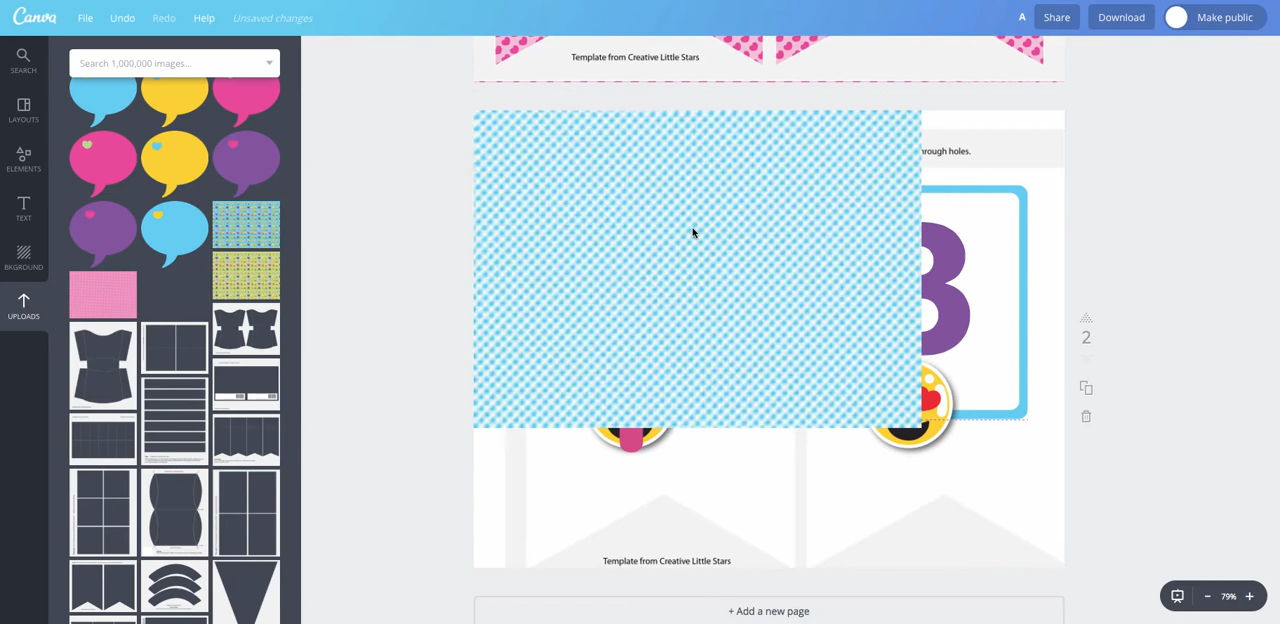 Canva File Undo Redo Help Unsaved changes A Share Download Make public
Search 1,000,000 images...
SEARCH
LAYOUTS
ELEMENTS
TEXT
BKGROUND
UPLOADS
Template from Creative Little Stars
rough holes.
3
2
Template from Creative Little Stars
+ Add a new page
79%